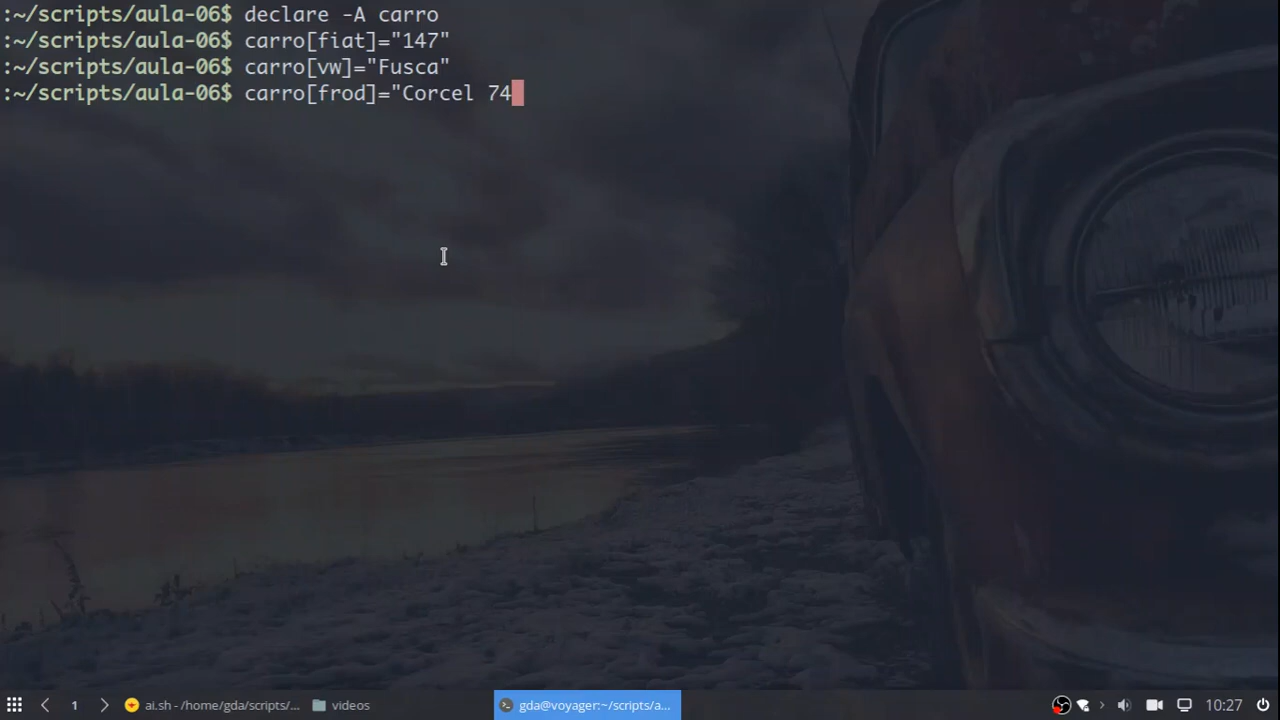 :~/scripts/aula-06$ declare -A carro
:~/scripts/aula-06$ carro[fiat]="147"
:~/scripts/aula-06$ carro[vw]="Fusca"
:~/scripts/aula-06$ carro[frod]="Corcel 74
1
ai.sh - /home/gda/scripts/...
videos
gda@voyager:~/scripts/a...
10:27